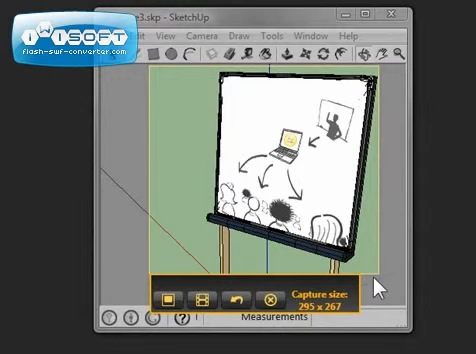 e3.skp - SketchUp
iWiSOFT
flash-swf-converter.com
it View Camera Draw Tools Window Help
Capture size:
295 x 267
Measurements